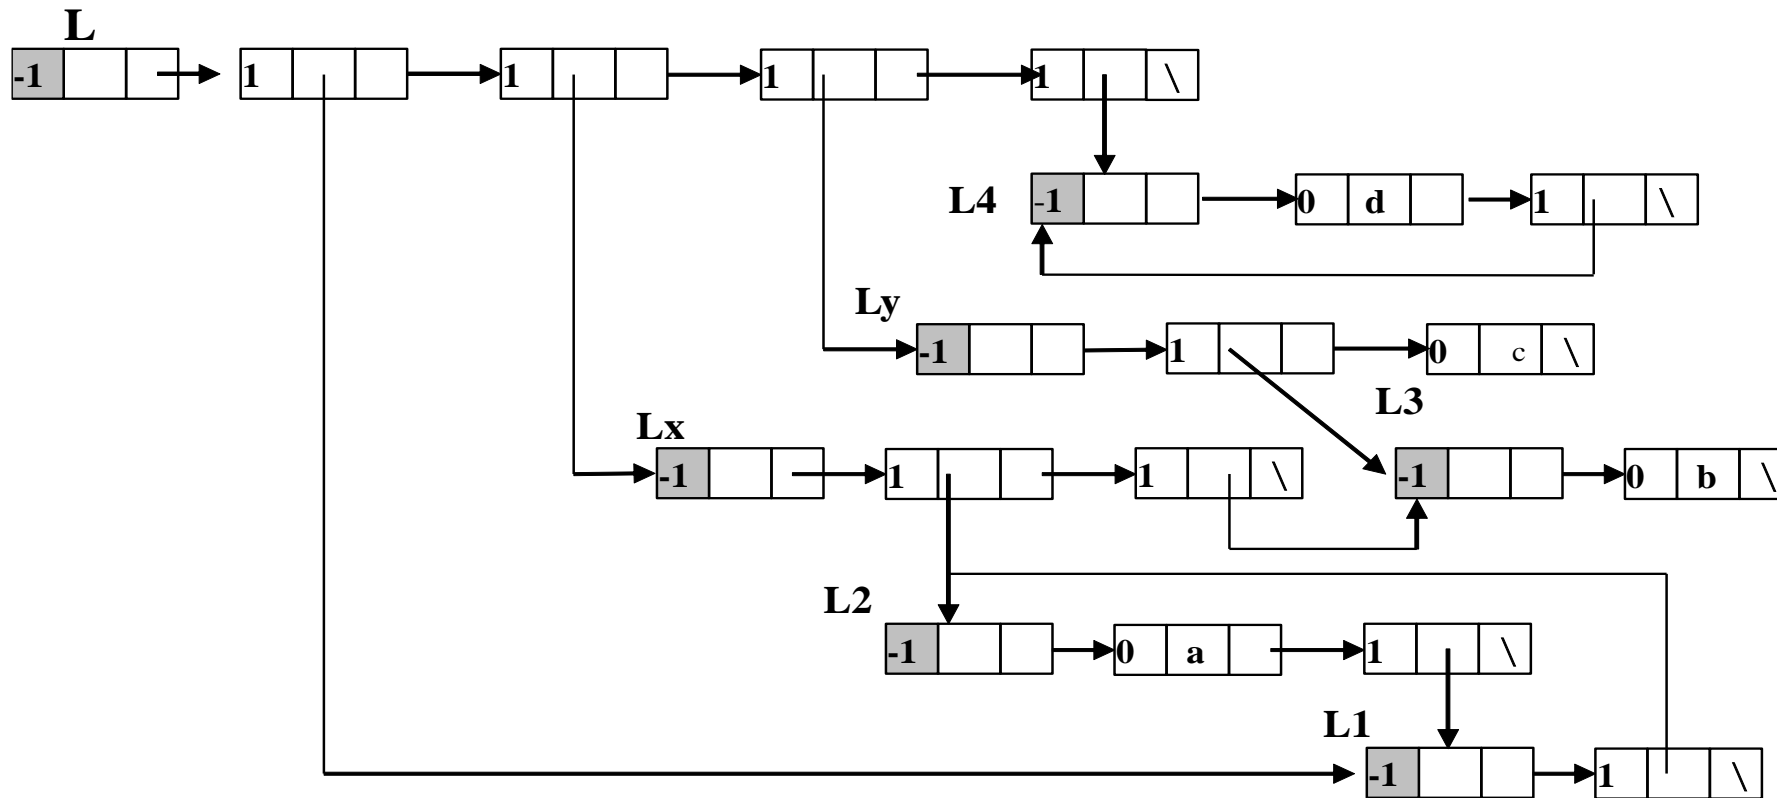 L
-1 1 1 1 1 \
L4 -1 0 d 1 \
Ly
-1 1 0 c \
L3
Lx
-1 1 1 \ -1 0 b \
L2
-1 0 a 1 \
L1
-1 1 \